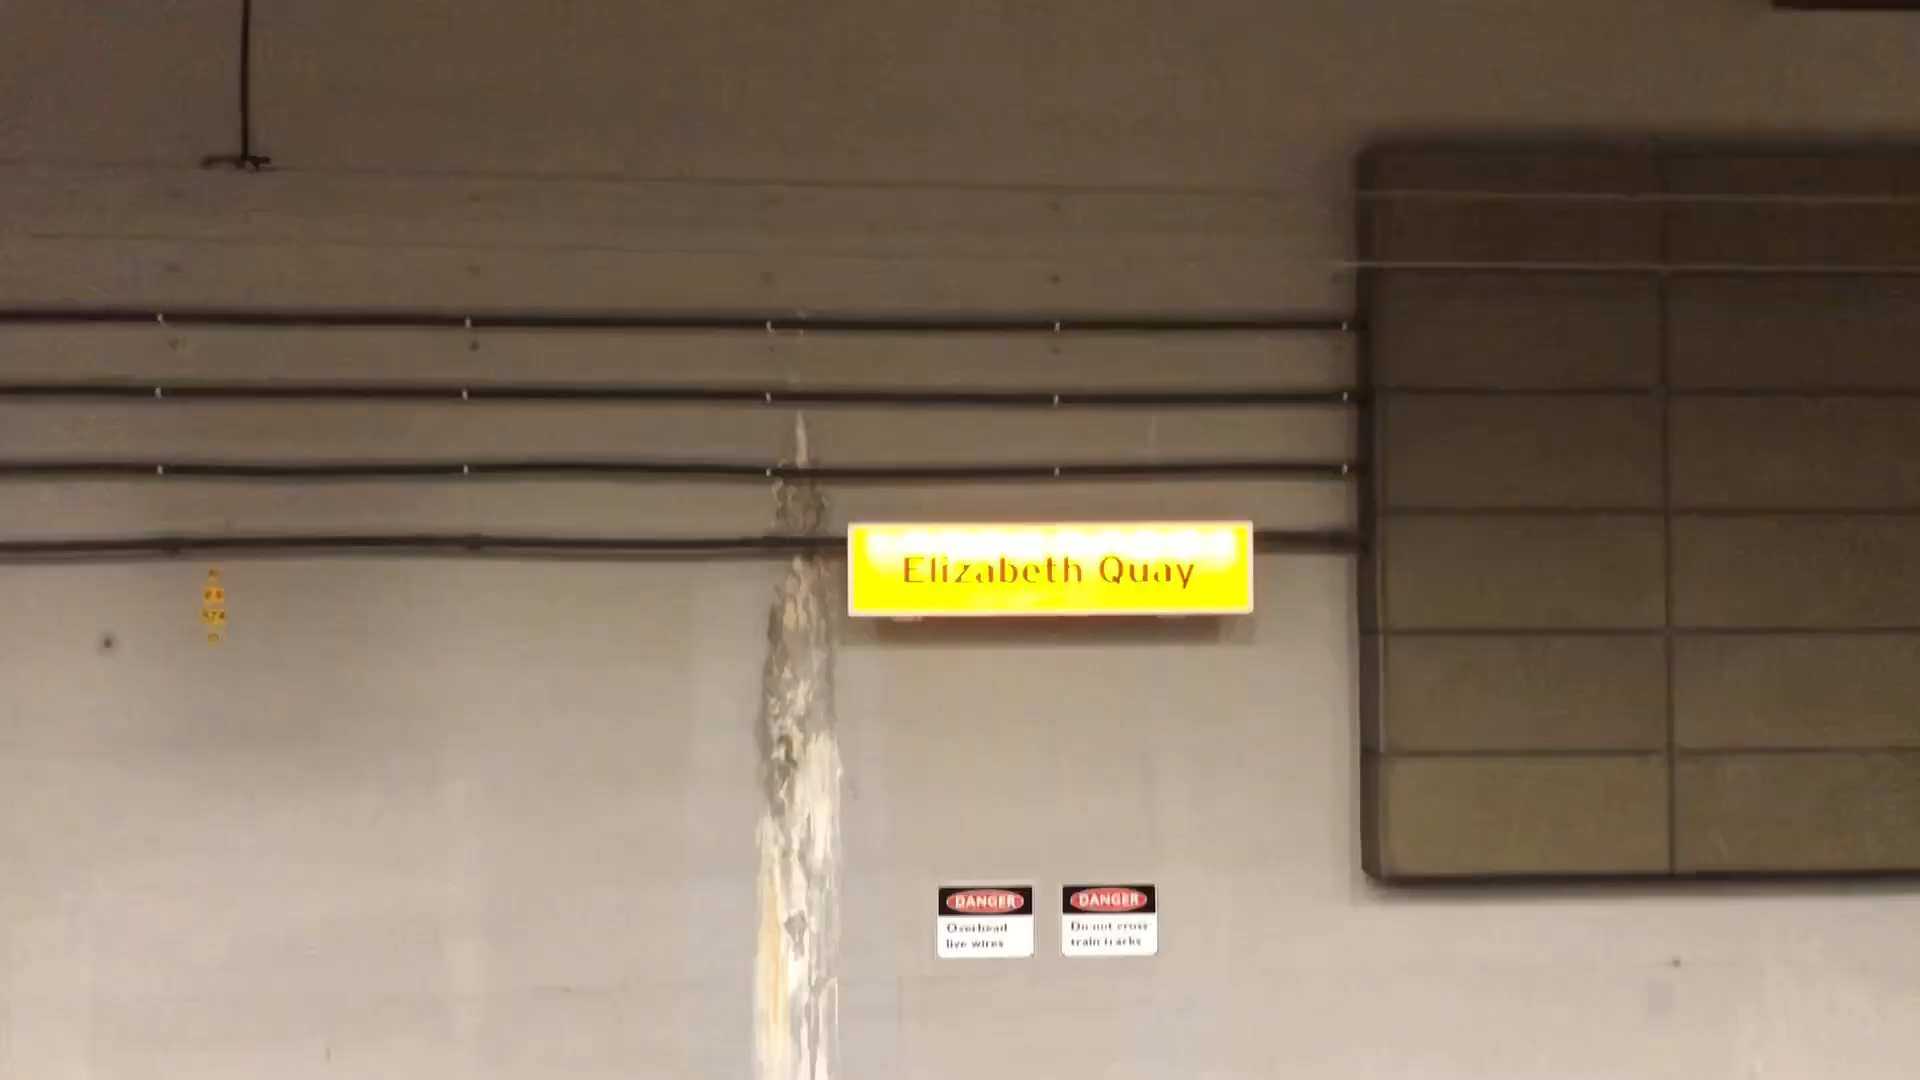 Elizabeth Quay
DANGER
Overhead
live wires
DANGER
Do not cross
train tracks